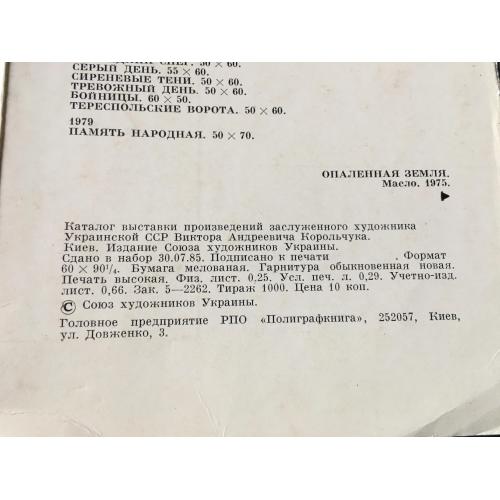 СНЕГ. 50 × 60.
СЕРЫЙ ДЕНЬ. 55 × 60.
СИРЕНЕВЫЕ ТЕНИ. 50 × 60.
ТРЕВОЖНЫЙ ДЕНЬ. 50 × 60.
БОЙНИЦЫ. 60 × 50.
ТЕРЕСПОЛЬСКИЕ ВОРОТА. 50 × 60.
1979
ПАМЯТЬ НАРОДНАЯ. 50 × 70.
ОПАЛЕННАЯ ЗЕМЛЯ.
Масло. 1975.
Каталог выставки произведений заслуженного художника
Украинской ССР Виктора Андреевича Корольчука.
Киев. Издание Союза художников Украины.
Сдано в набор 30.07.85. Подписано к печати . Формат
60 × 90¹/₄. Бумага мелованая. Гарнитура обыкновенная новая.
Печать высокая. Физ. лист. 0,25. Усл. печ. л. 0,29. Учетно-изд.
лист. 0,66. Зак. 5—2262. Тираж 1000. Цена 10 коп.
© Союз художников Украины.
Головное предприятие РПО «Полиграфкнига», 252057, Киев,
ул. Довженко, 3.